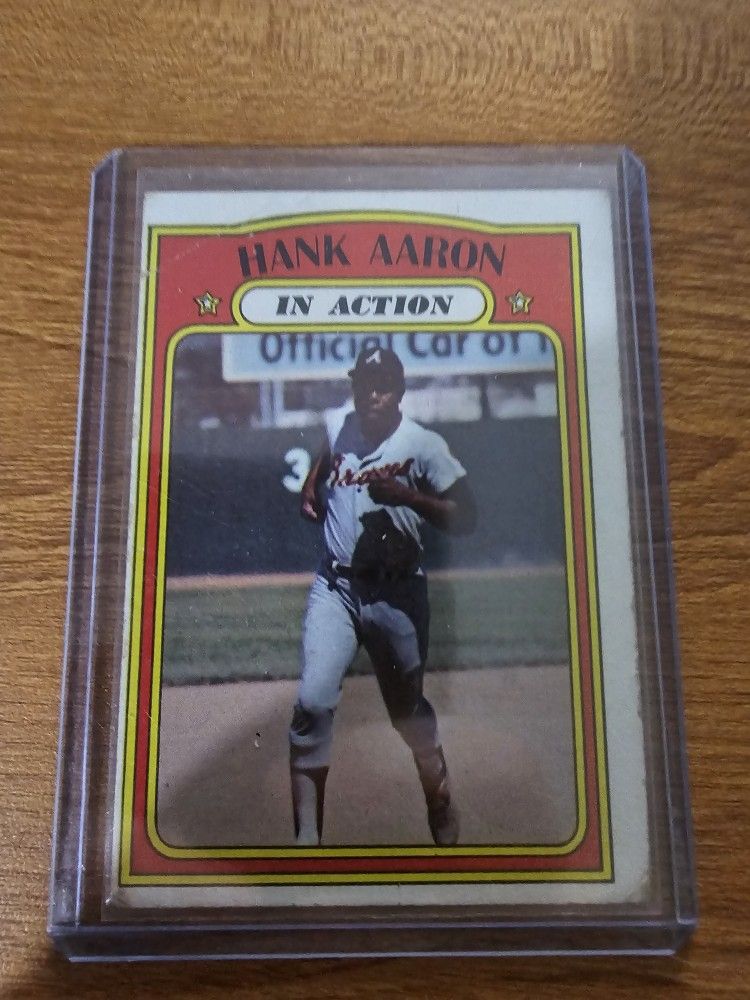 HANK AARON
IN ACTION
Official Car of
A
3
Braves